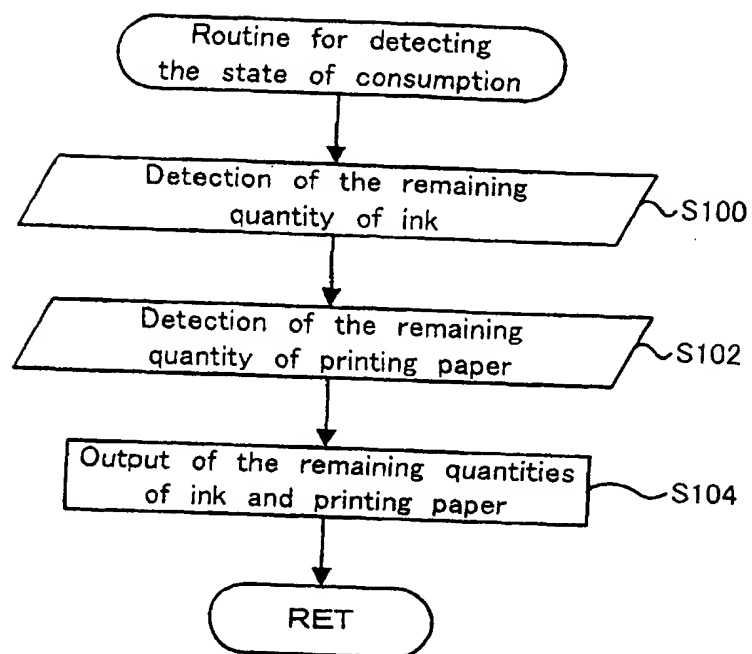 Routine for detecting
the state of consumption
Detection of the remaining
quantity of ink
S100
Detection of the remaining
quantity of printing paper
S102
Output of the remaining quantities
of ink and printing paper
S104
RET